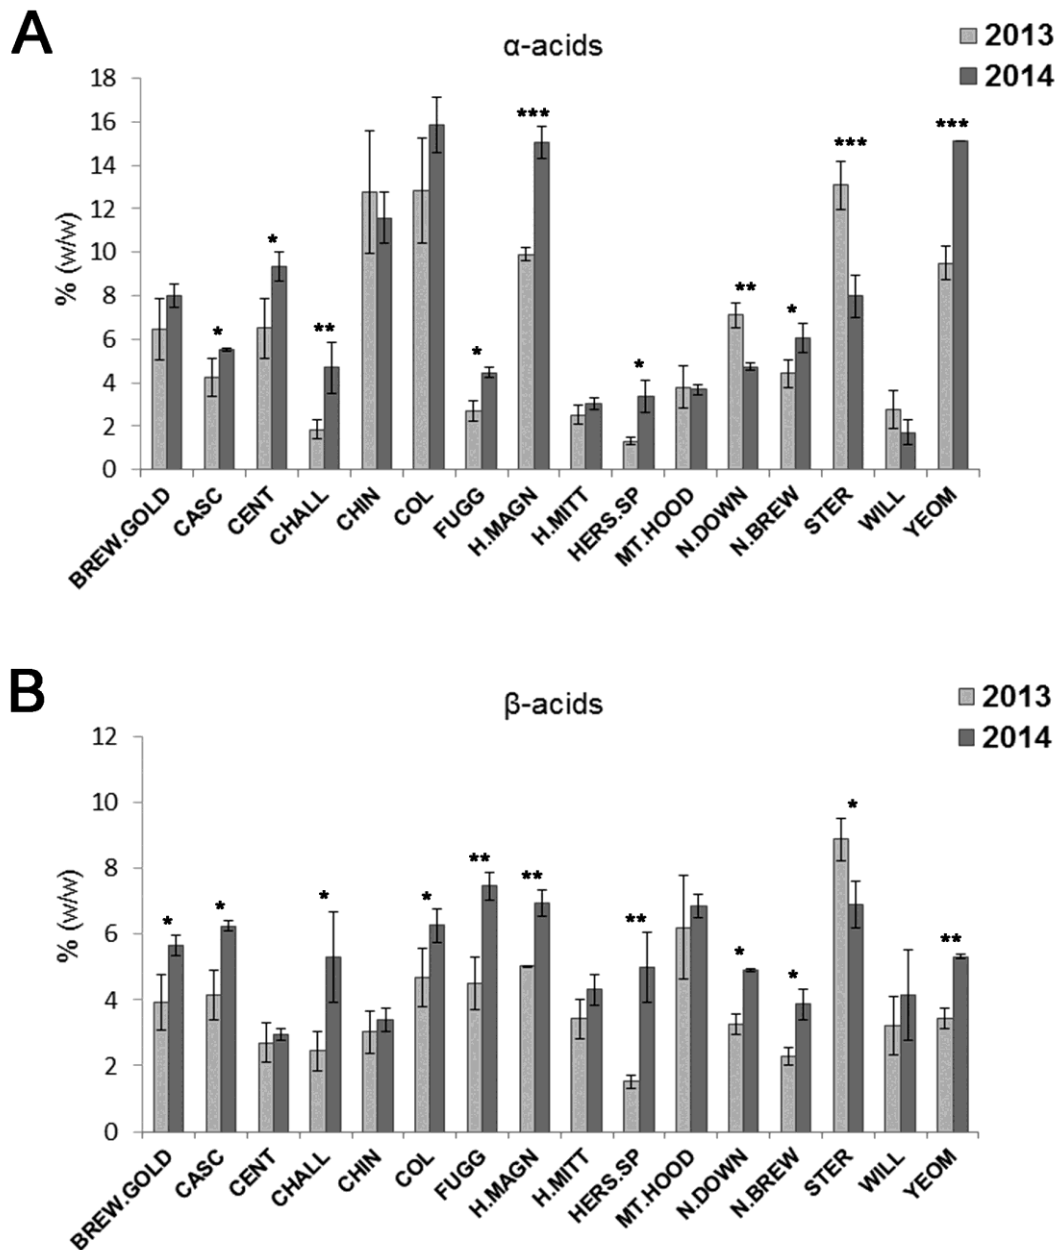 A
α-acids
2013
2014
% (w/w)
18
16
14
12
10
8
6
4
2
0
*
*
**
*
***
*
**
*
***
***
BREW.GOLD
CASC
CENT
CHALL
CHIN
COL
FUGG
H.MAGN
H.MITT
HERS.SP
MT.HOOD
N.DOWN
N.BREW
STER
WILL
YEOM
B
β-acids
2013
2014
% (w/w)
12
10
8
6
4
2
0
*
*
*
*
**
**
**
*
*
*
**
BREW.GOLD
CASC
CENT
CHALL
CHIN
COL
FUGG
H.MAGN
H.MITT
HERS.SP
MT.HOOD
N.DOWN
N.BREW
STER
WILL
YEOM